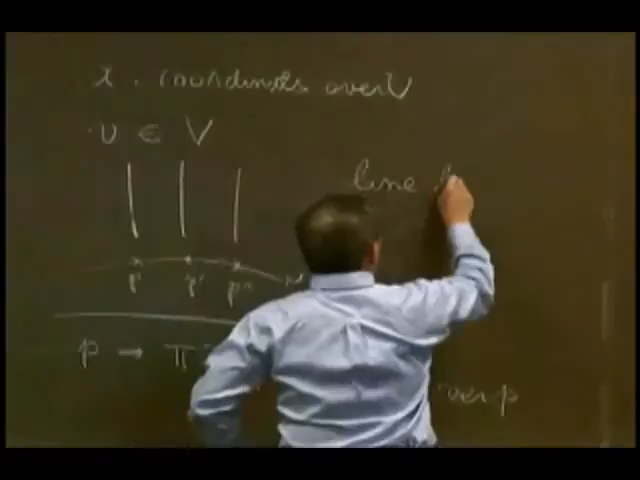 x . coordinates over V
v ∈ V
line
p' p' p'' M
p → π
over p